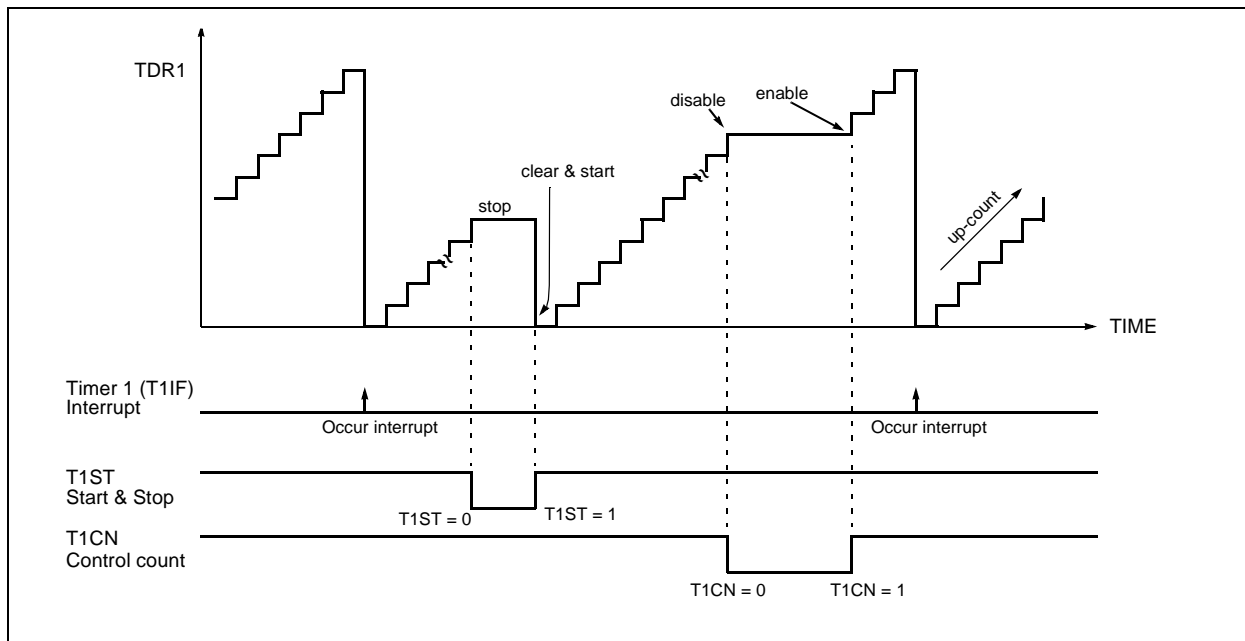 TDR1
disable
enable
clear & start
stop
up-count
TIME
Timer 1 (T1IF)
Interrupt
Occur interrupt
Occur interrupt
T1ST
Start & Stop
T1ST = 0
T1ST = 1
T1CN
Control count
T1CN = 0
T1CN = 1